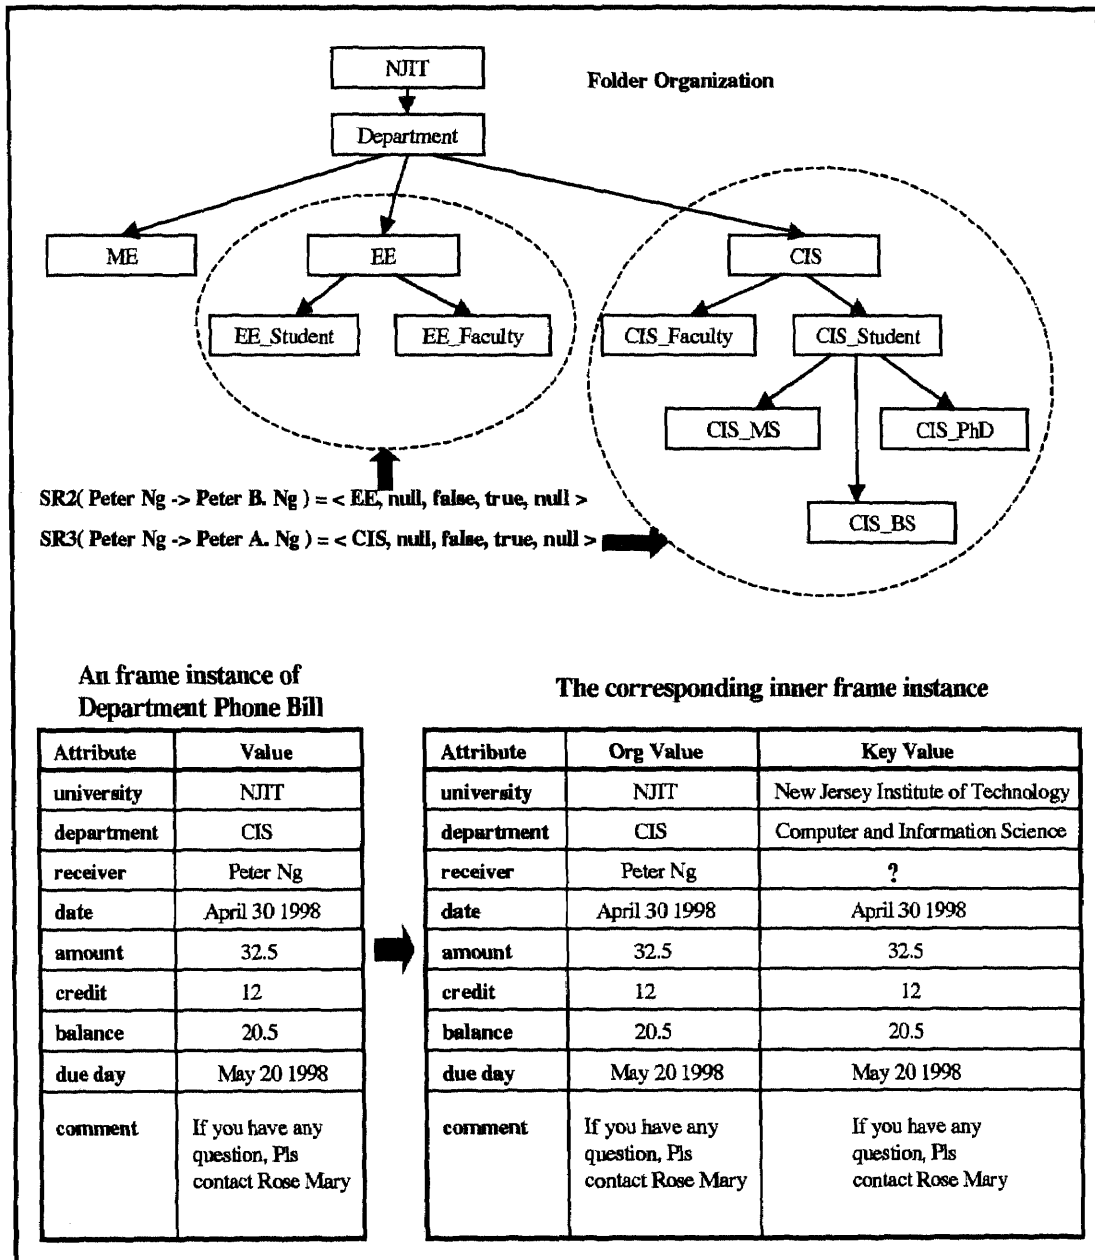 NJIT
Folder Organization
Department
ME
EE
CIS
EE_Student
EE_Faculty
CIS_Faculty
CIS_Student
CIS_MS
CIS_PhD
CIS_BS
SR2( Peter Ng -> Peter B. Ng ) = < EE, null, false, true, null >
SR3( Peter Ng -> Peter A. Ng ) = < CIS, null, false, true, null >
An frame instance of
Department Phone Bill
The corresponding inner frame instance
Attribute Value
university NJIT
department CIS
receiver Peter Ng
date April 30 1998
amount 32.5
credit 12
balance 20.5
due day May 20 1998
comment If you have any
question, Pls
contact Rose Mary
Attribute Org Value Key Value
university NJIT New Jersey Institute of Technology
department CIS Computer and Information Science
receiver Peter Ng ?
date April 30 1998 April 30 1998
amount 32.5 32.5
credit 12 12
balance 20.5 20.5
due day May 20 1998 May 20 1998
comment If you have any If you have any
question, Pls question, Pls
contact Rose Mary contact Rose Mary